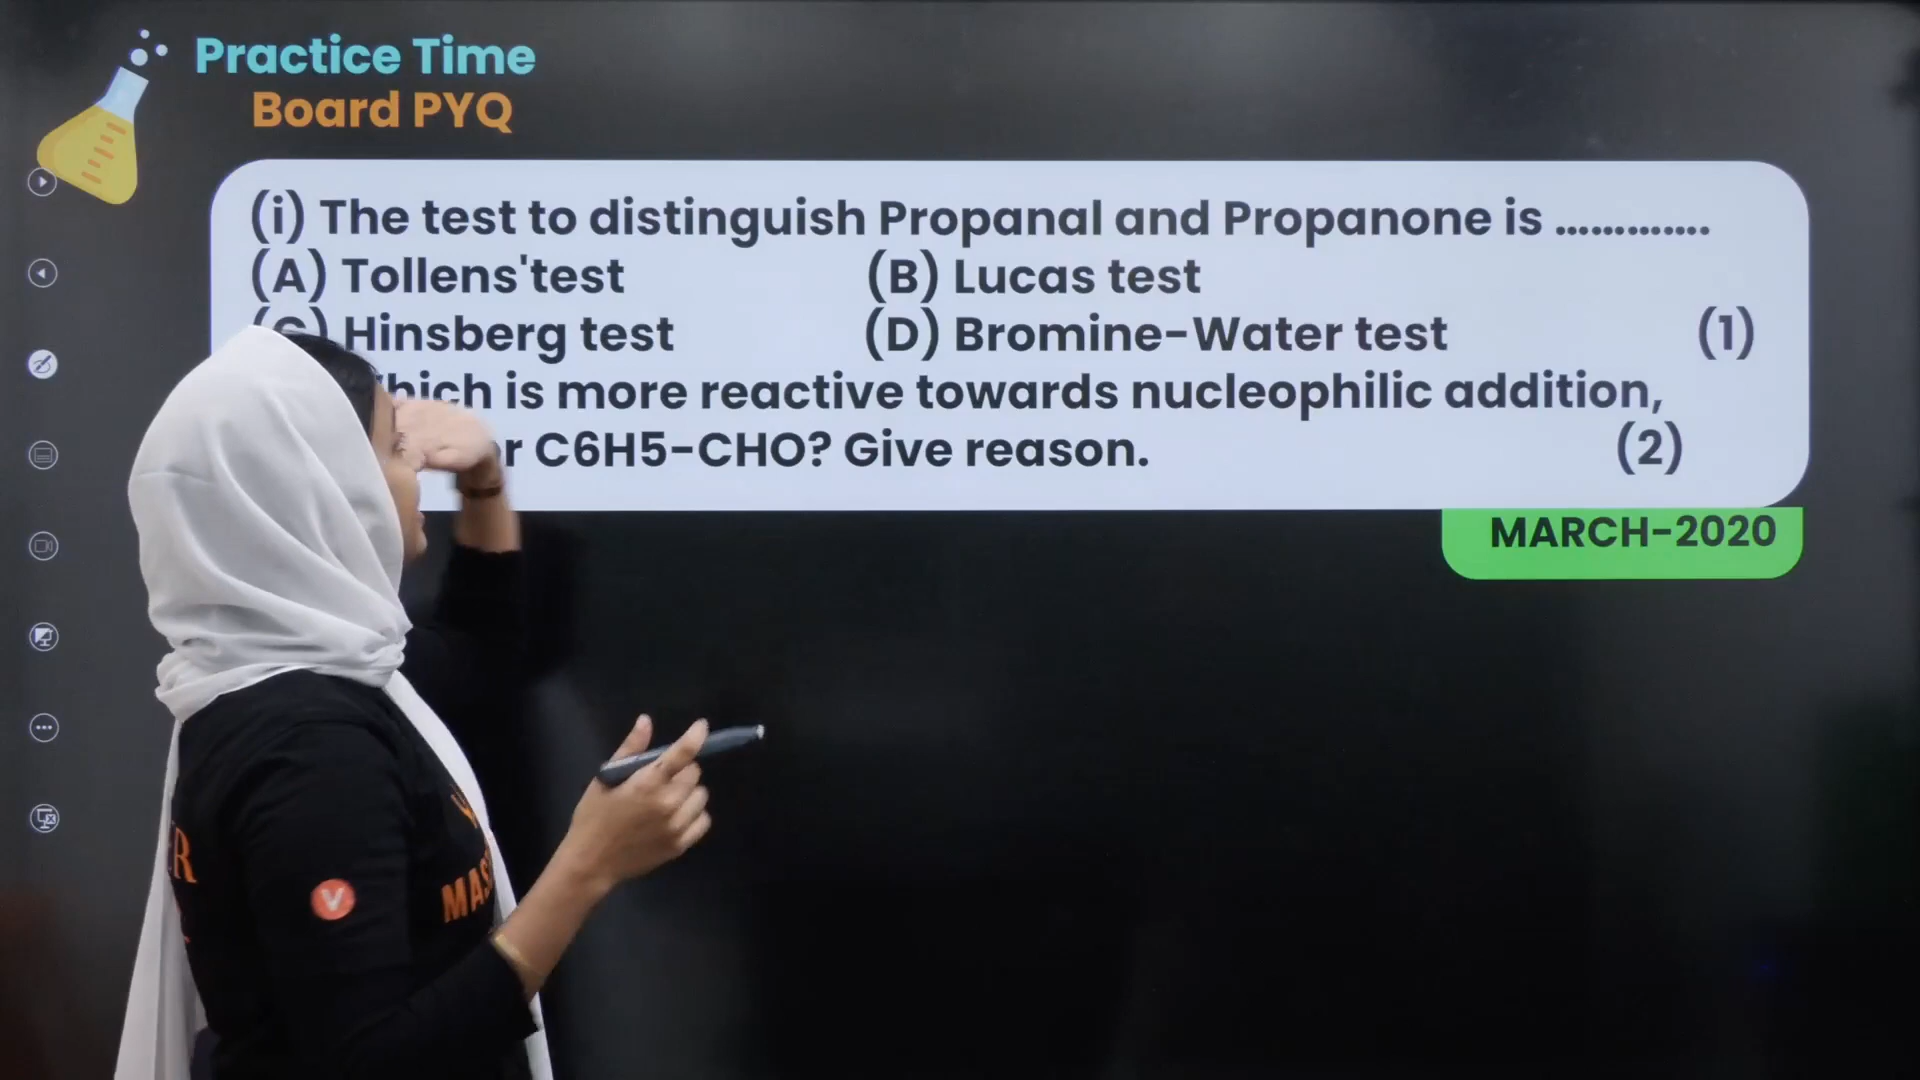 Practice Time
Board PYQ
(i) The test to distinguish Propanal and Propanone is .............
(A) Tollens'test (B) Lucas test
Hinsberg test (D) Bromine-Water test (1)
is more reactive towards nucleophilic addition,
C6H5-CHO? Give reason. (2)
MARCH-2020
V